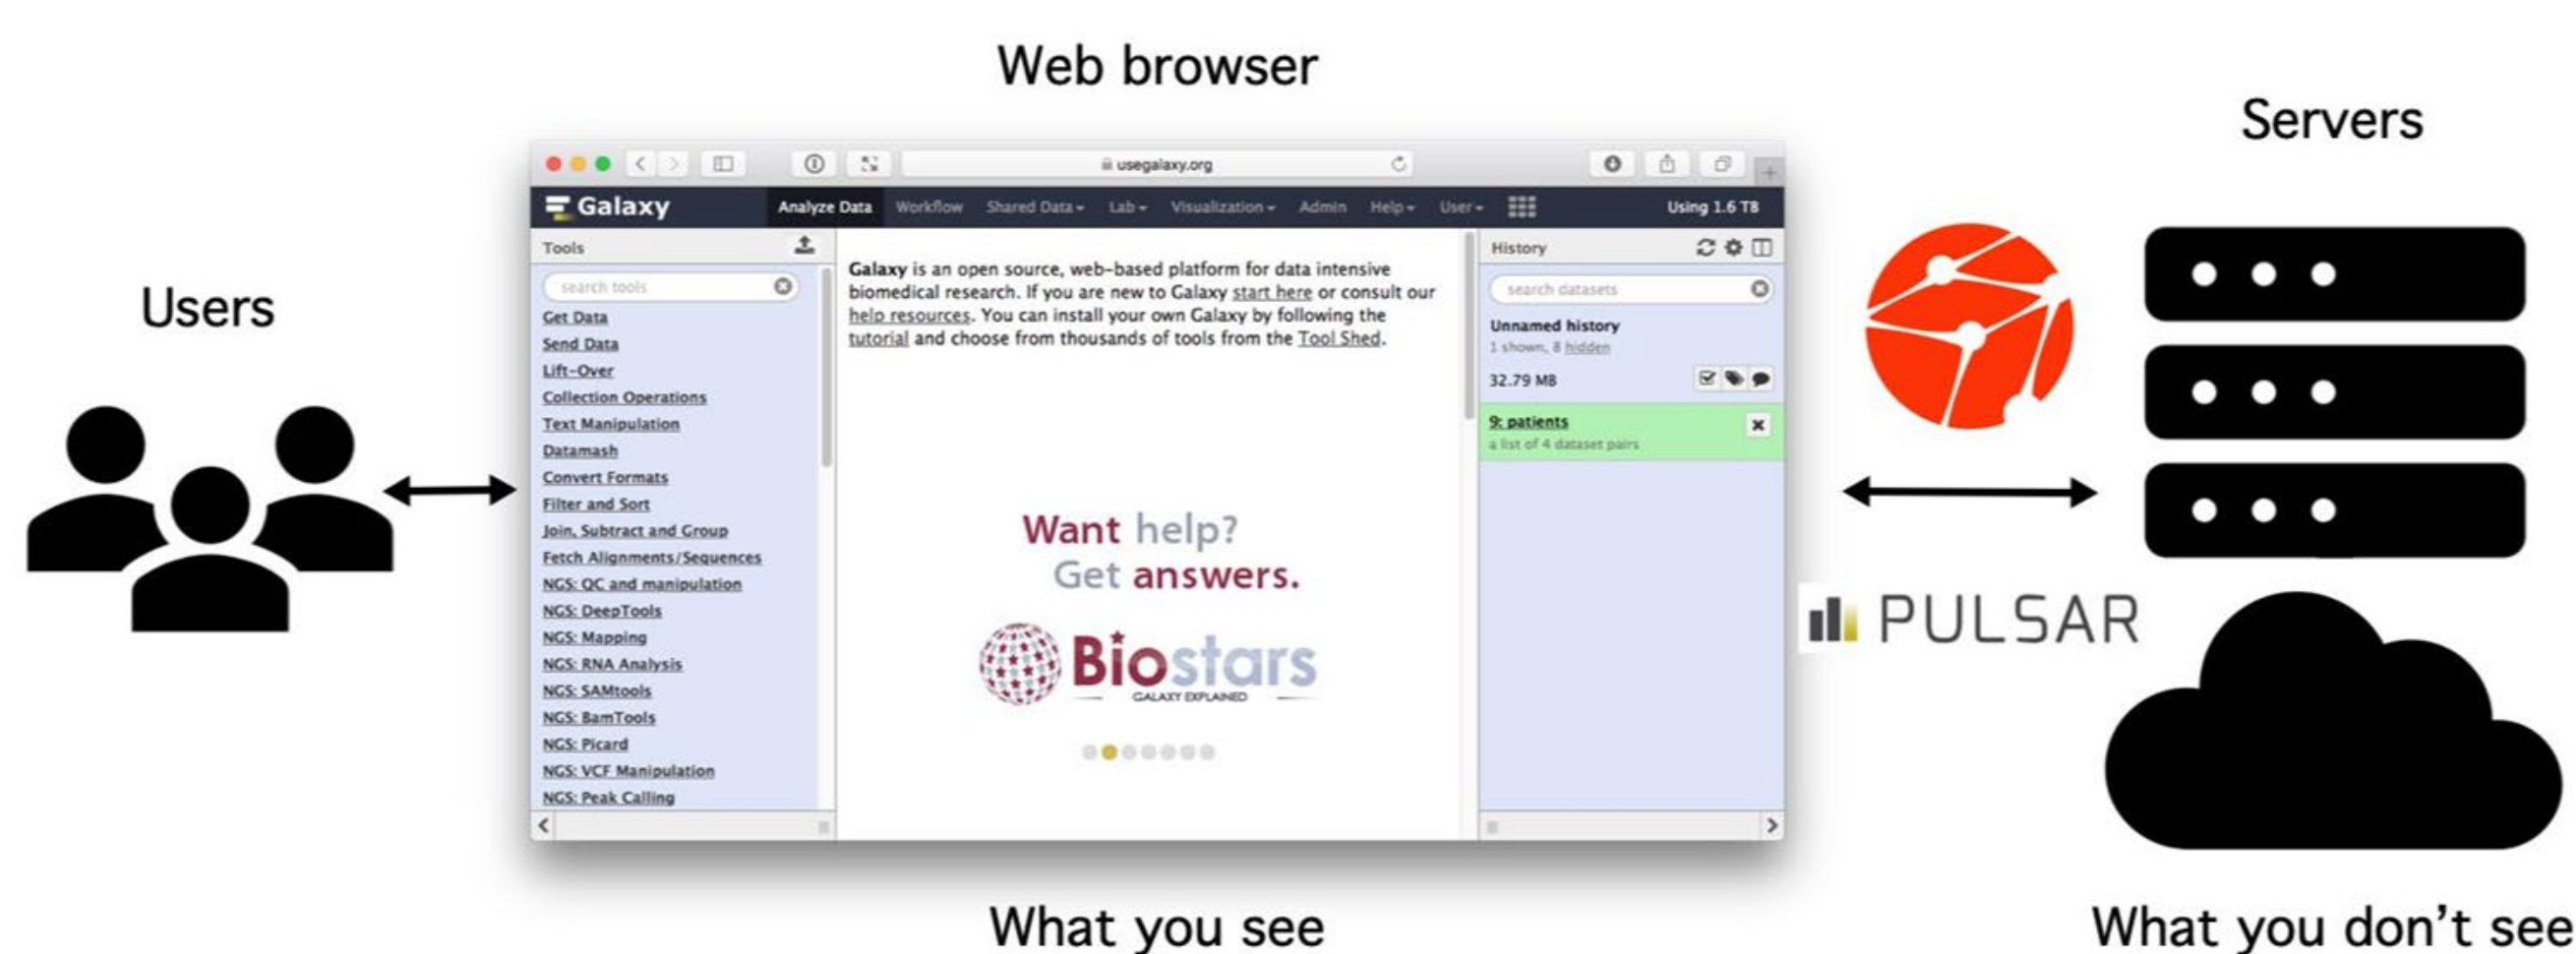 Web browser
Servers
Users
usegalaxy.org
Galaxy
Analyze Data Workflow Shared Data Lab Visualization Admin Help User Using 1.6 TB
Tools
search tools
Get Data
Send Data
Lift-Over
Collection Operations
Text Manipulation
Datamash
Convert Formats
Filter and Sort
Join, Subtract and Group
Fetch Alignments/Sequences
NGS: QC and manipulation
NGS: DeepTools
NGS: Mapping
NGS: RNA Analysis
NGS: SAMtools
NGS: BamTools
NGS: Picard
NGS: VCF Manipulation
NGS: Peak Calling
Galaxy is an open source, web-based platform for data intensive
biomedical research. If you are new to Galaxy start here or consult our
help resources. You can install your own Galaxy by following the
tutorial and choose from thousands of tools from the Tool Shed.
Want help?
Get answers.
Biostars
GALAXY EXPLAINED
History
search datasets
Unnamed history
1 shown, 8 hidden
32.79 MB
9: patients
a list of 4 dataset pairs
PULSAR
What you see
What you don't see